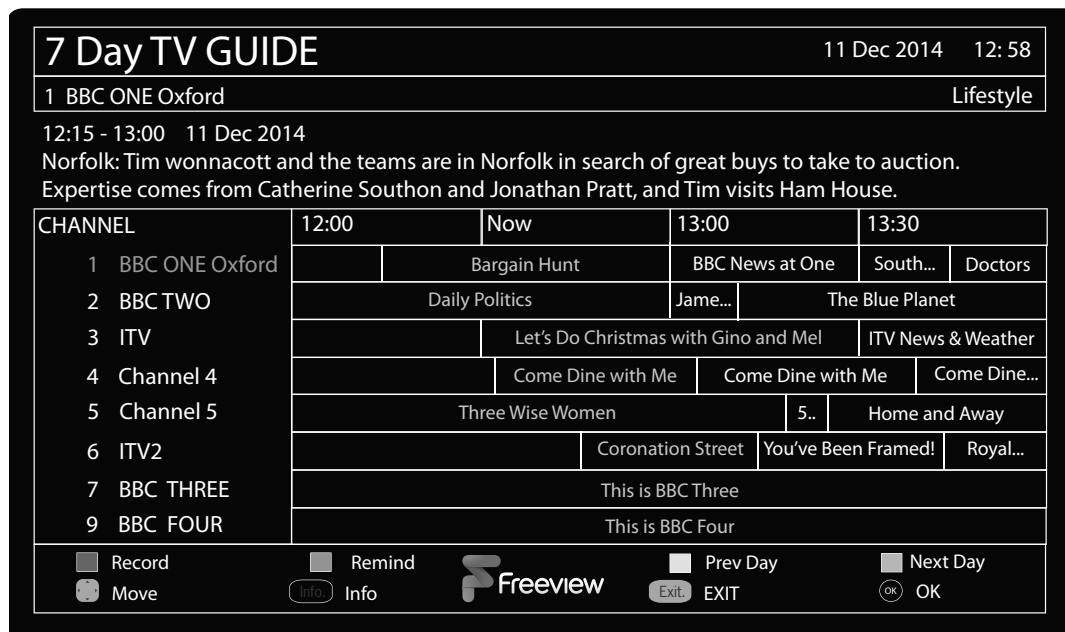 7 Day TV GUIDE 11 Dec 2014 12: 58
1 BBC ONE Oxford Lifestyle
12:15 - 13:00 11 Dec 2014
Norfolk: Tim wonnacott and the teams are in Norfolk in search of great buys to take to auction.
Expertise comes from Catherine Southon and Jonathan Pratt, and Tim visits Ham House.
CHANNEL 12:00 Now 13:00 13:30
1 BBC ONE Oxford Bargain Hunt BBC News at One South... Doctors
2 BBC TWO Daily Politics Jame... The Blue Planet
3 ITV Let's Do Christmas with Gino and Mel ITV News & Weather
4 Channel 4 Come Dine with Me Come Dine with Me Come Dine...
5 Channel 5 Three Wise Women 5.. Home and Away
6 ITV2 Coronation Street You've Been Framed! Royal...
7 BBC THREE This is BBC Three
9 BBC FOUR This is BBC Four
Record Remind Freeview Prev Day Next Day
Move Info. Info Exit. EXIT OK OK